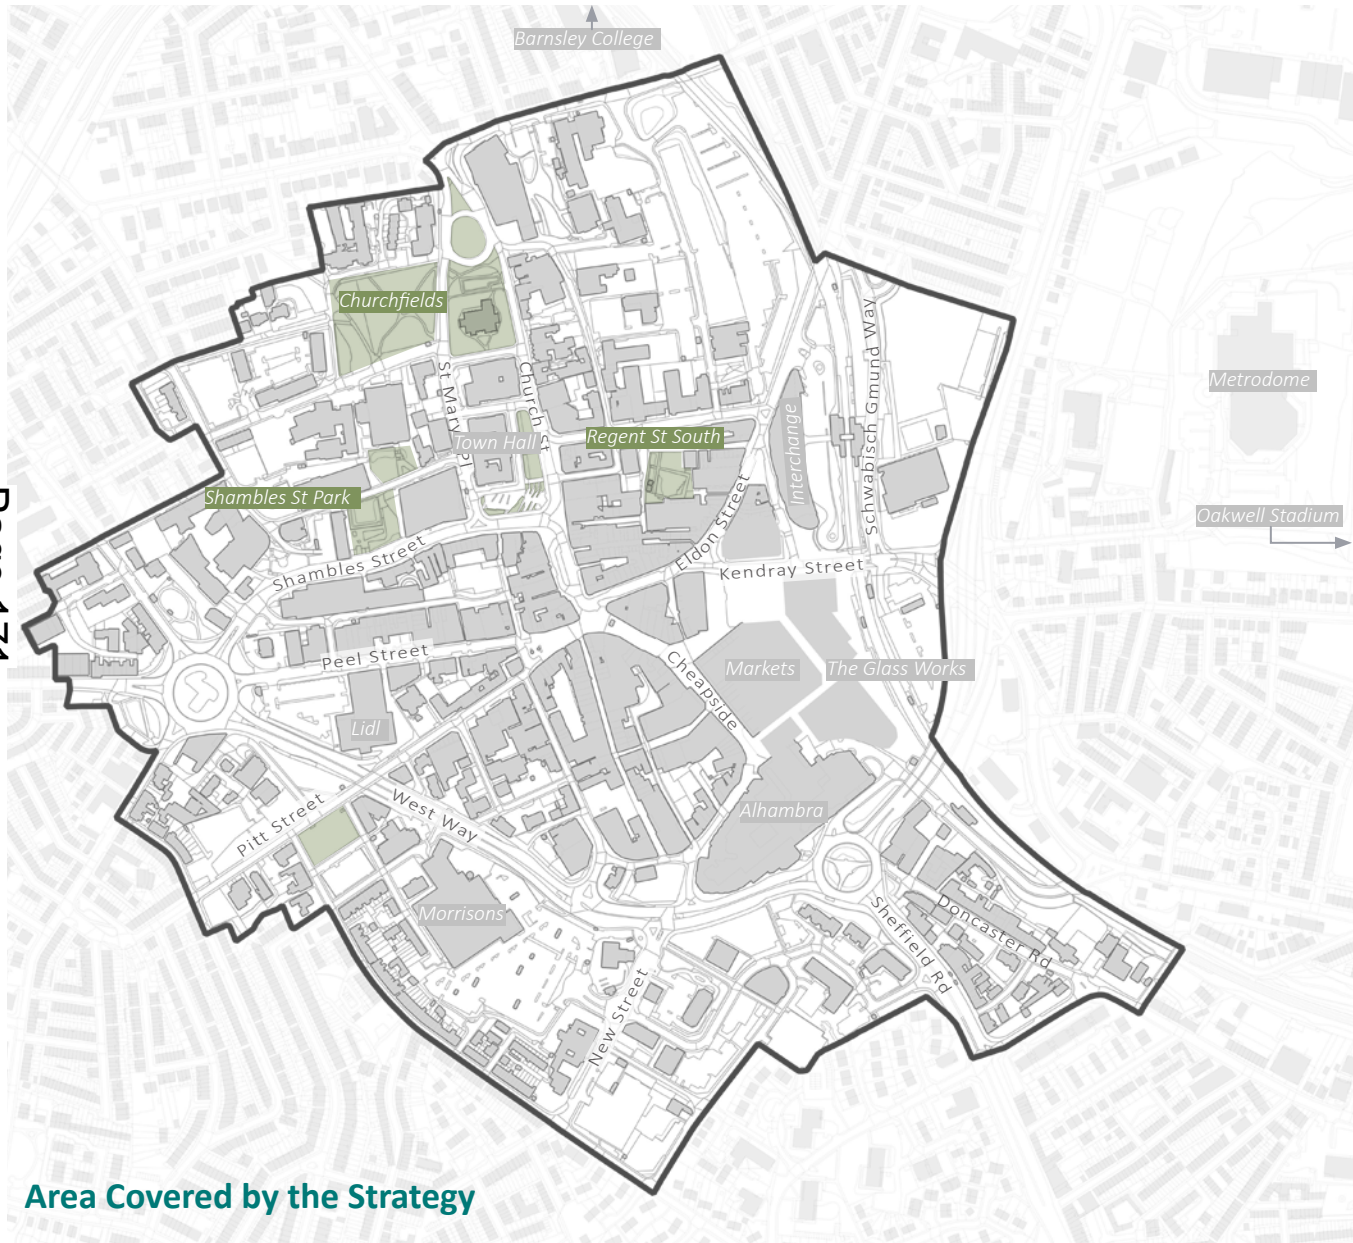 Barnsley College
Churchfields
Schwabisch Gmund Way
Metrodome
St Mary's Pl
Church St
Town Hall
Regent St South
Interchange
Shambles St Park
Oakwell Stadium
Eldon Street
Shambles Street
Kendray Street
Peel Street
Cheapside
Markets
The Glass Works
Lidl
West Way
Pitt Street
Alhambra
Morrisons
Doncaster Rd
Sheffield Rd
New Street
Area Covered by the Strategy